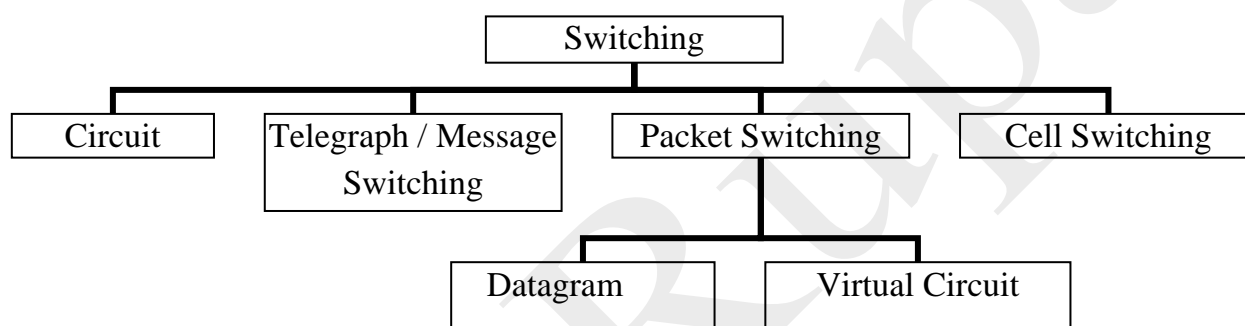 Switching
Circuit
Telegraph / Message
Switching
Packet Switching
Cell Switching
Datagram
Virtual Circuit